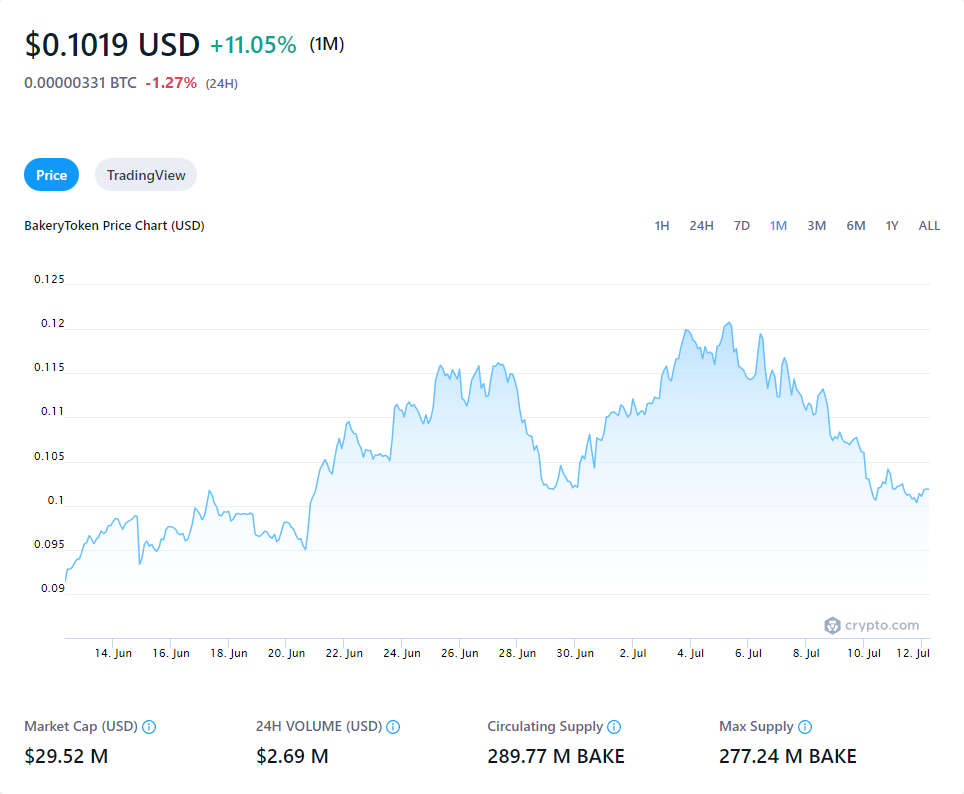 $0.1019 USD +11.05% (1M)
0.00000331 BTC -1.27% (24H)
Price TradingView
BakeryToken Price Chart (USD) 1H 24H 7D 1M 3M 6M 1Y ALL
0.125
0.12
0.115
0.11
0.105
0.1
0.095
0.09
crypto.com
14. Jun 16. Jun 18. Jun 20. Jun 22. Jun 24. Jun 26. Jun 28. Jun 30. Jun 2. Jul 4. Jul 6. Jul 8. Jul 10. Jul 12. Jul
Market Cap (USD) 24H VOLUME (USD) Circulating Supply Max Supply
$29.52 M $2.69 M 289.77 M BAKE 277.24 M BAKE